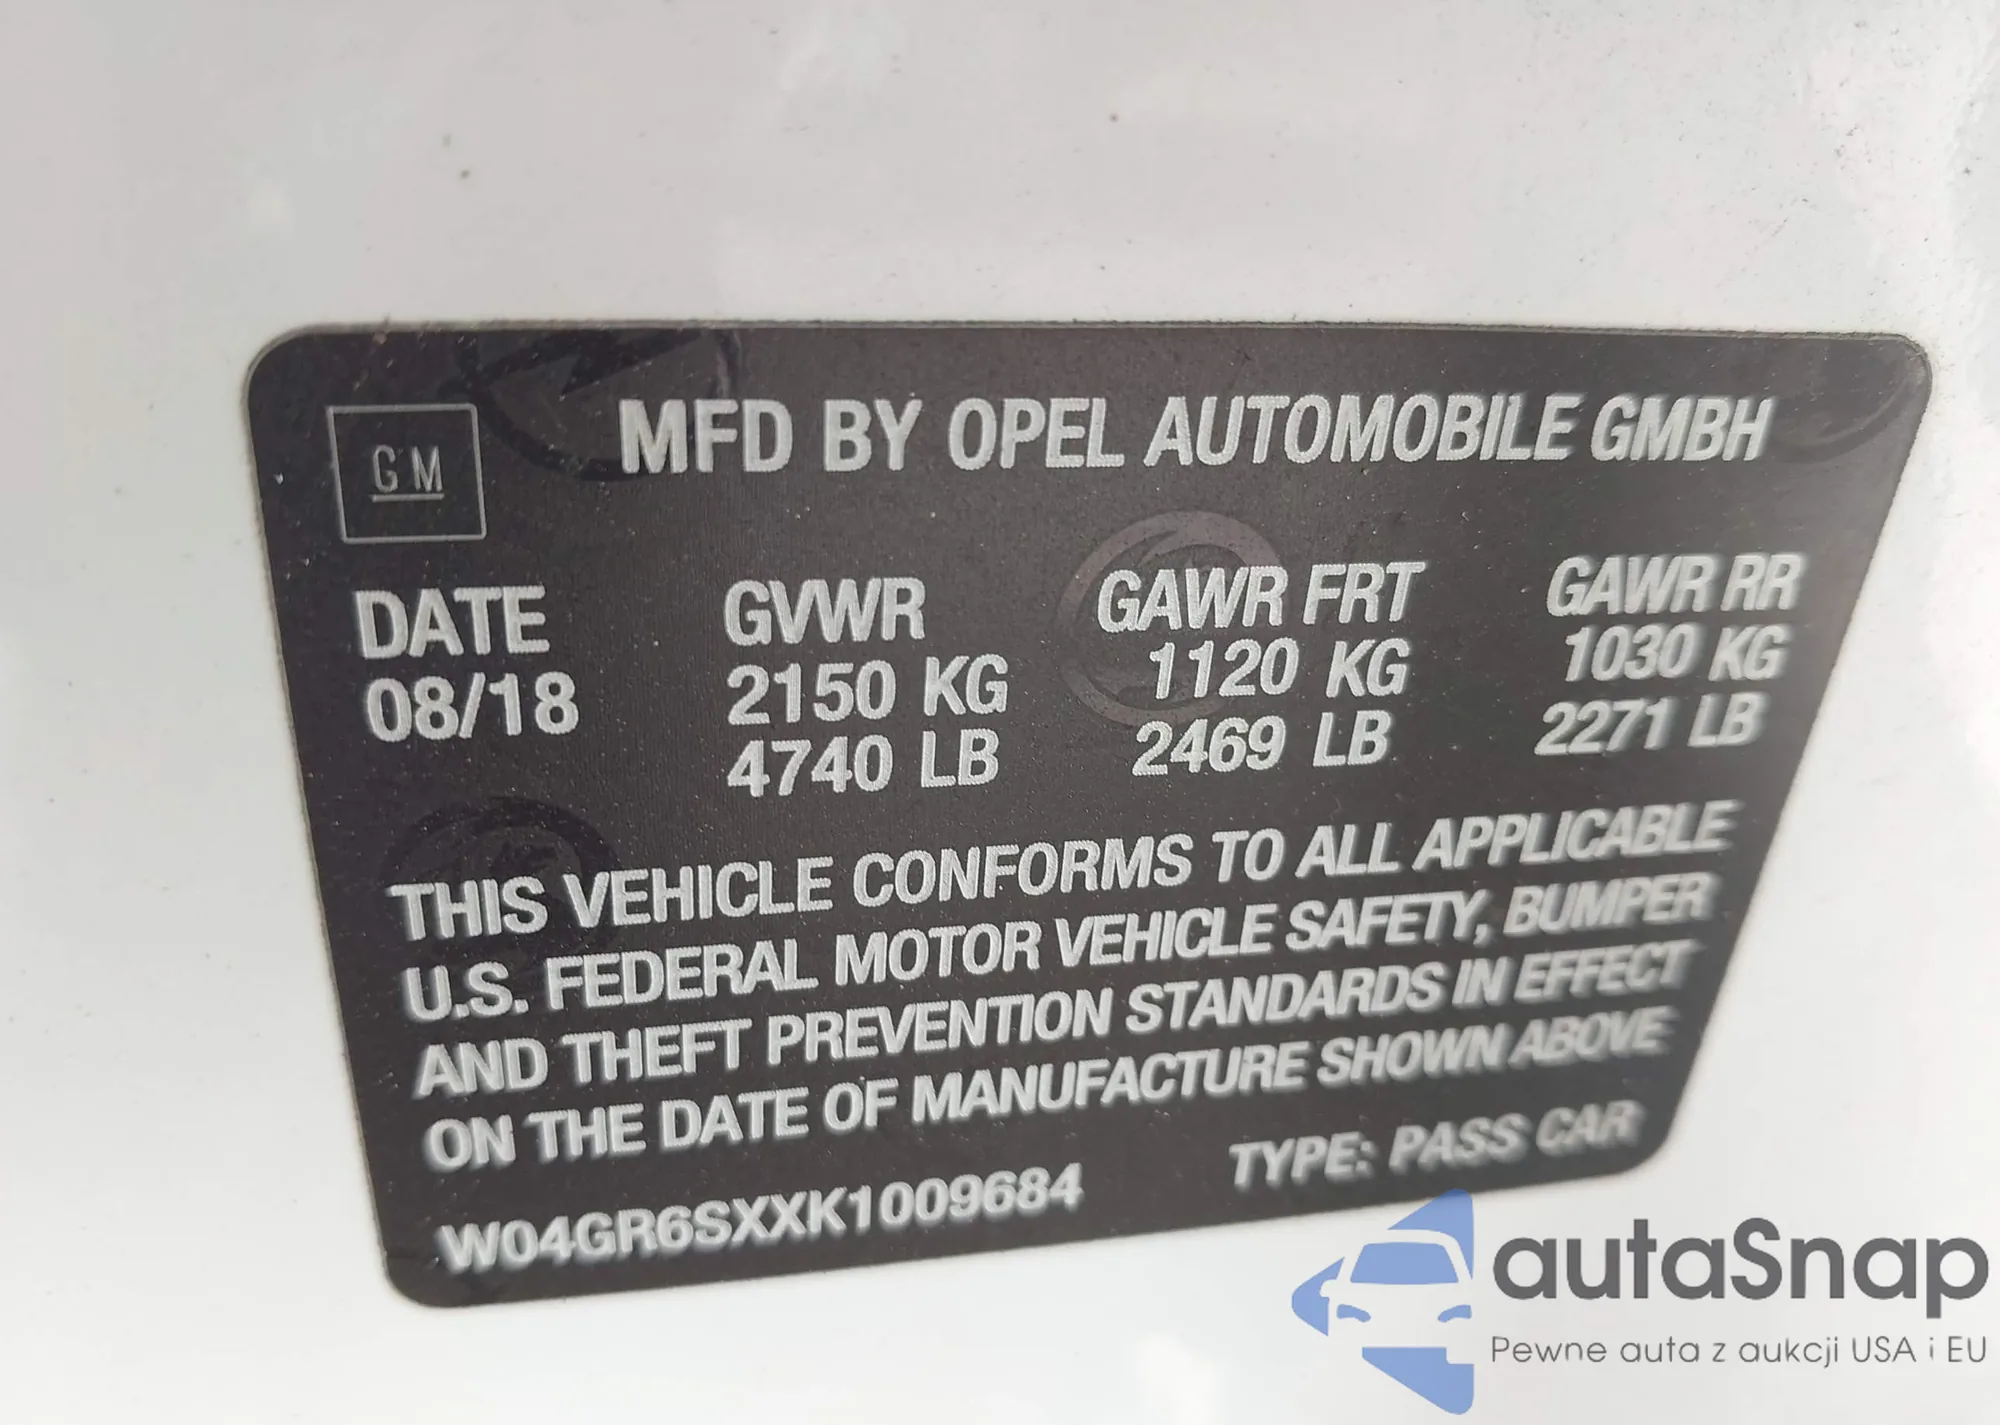 GM
MFD BY OPEL AUTOMOBILE GMBH
DATE GVWR GAWR FRT GAWR RR
08/18 2150 KG 1120 KG 1030 KG
4740 LB 2469 LB 2271 LB
THIS VEHICLE CONFORMS TO ALL APPLICABLE
U.S. FEDERAL MOTOR VEHICLE SAFETY, BUMPER
AND THEFT PREVENTION STANDARDS IN EFFECT
ON THE DATE OF MANUFACTURE SHOWN ABOVE
W04GR6SXXK1009684 TYPE: PASS CAR
autaSnap
Pewne auta z aukcji USA i EU